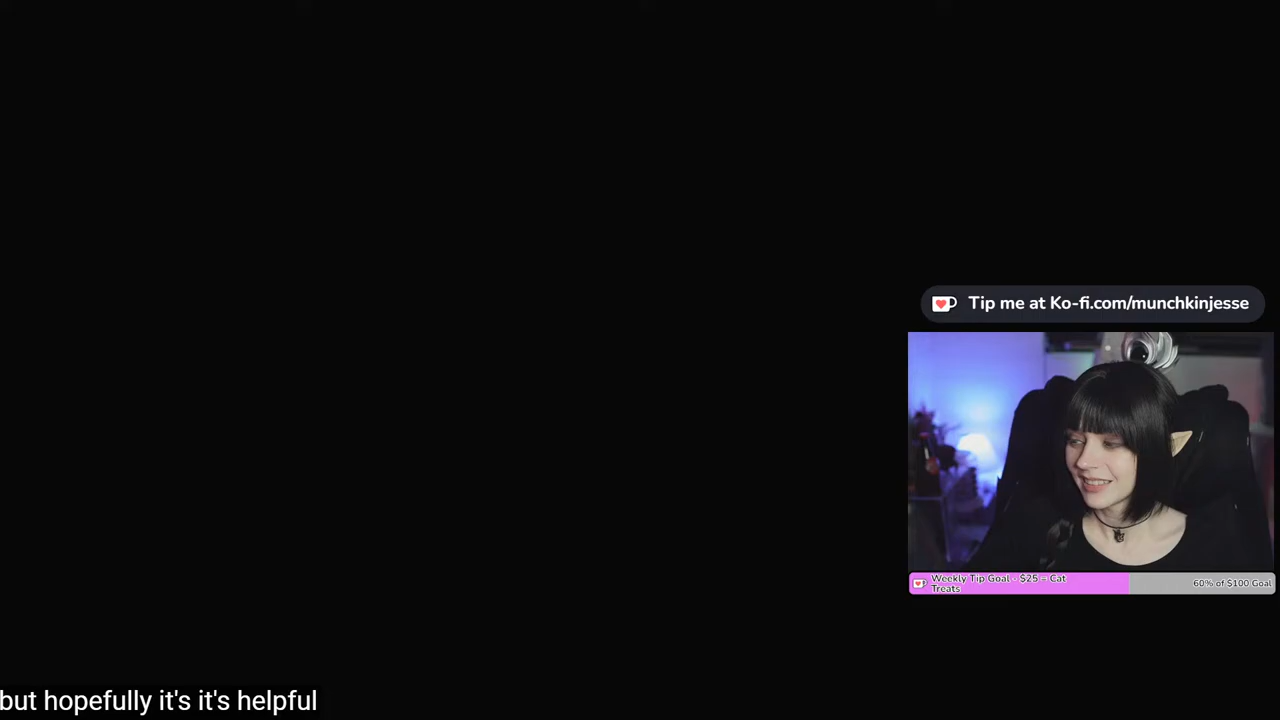 Tip me at Ko-fi.com/munchkinjesse
Weekly Tip Goal - $25 = Cat
Treats
60% of $100 Goal
but hopefully it's it's helpful